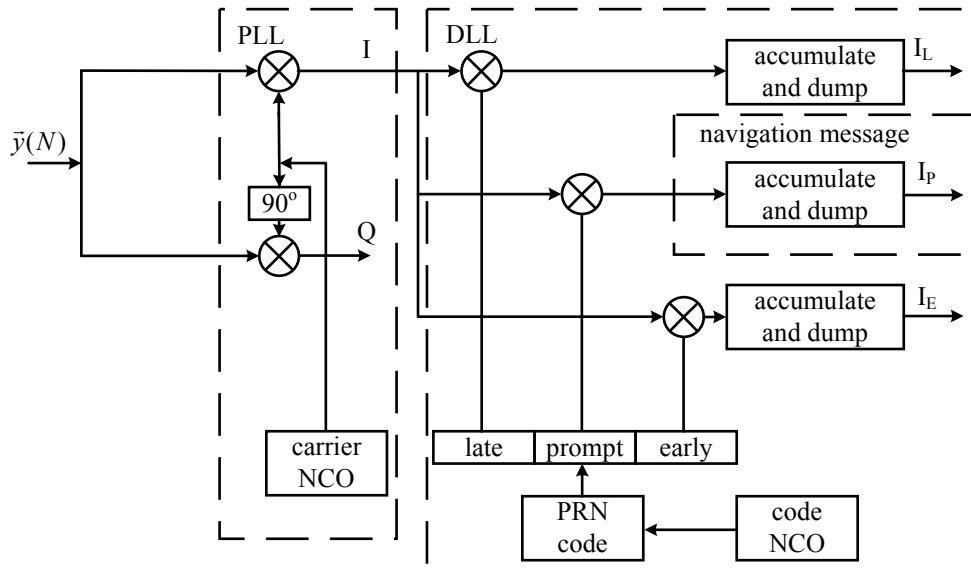 PLL
I
DLL
accumulate
and dump
I_L
navigation message
y⃗(N)
90°
accumulate
and dump
I_P
Q
accumulate
and dump
I_E
carrier
NCO
late
prompt
early
PRN
code
code
NCO